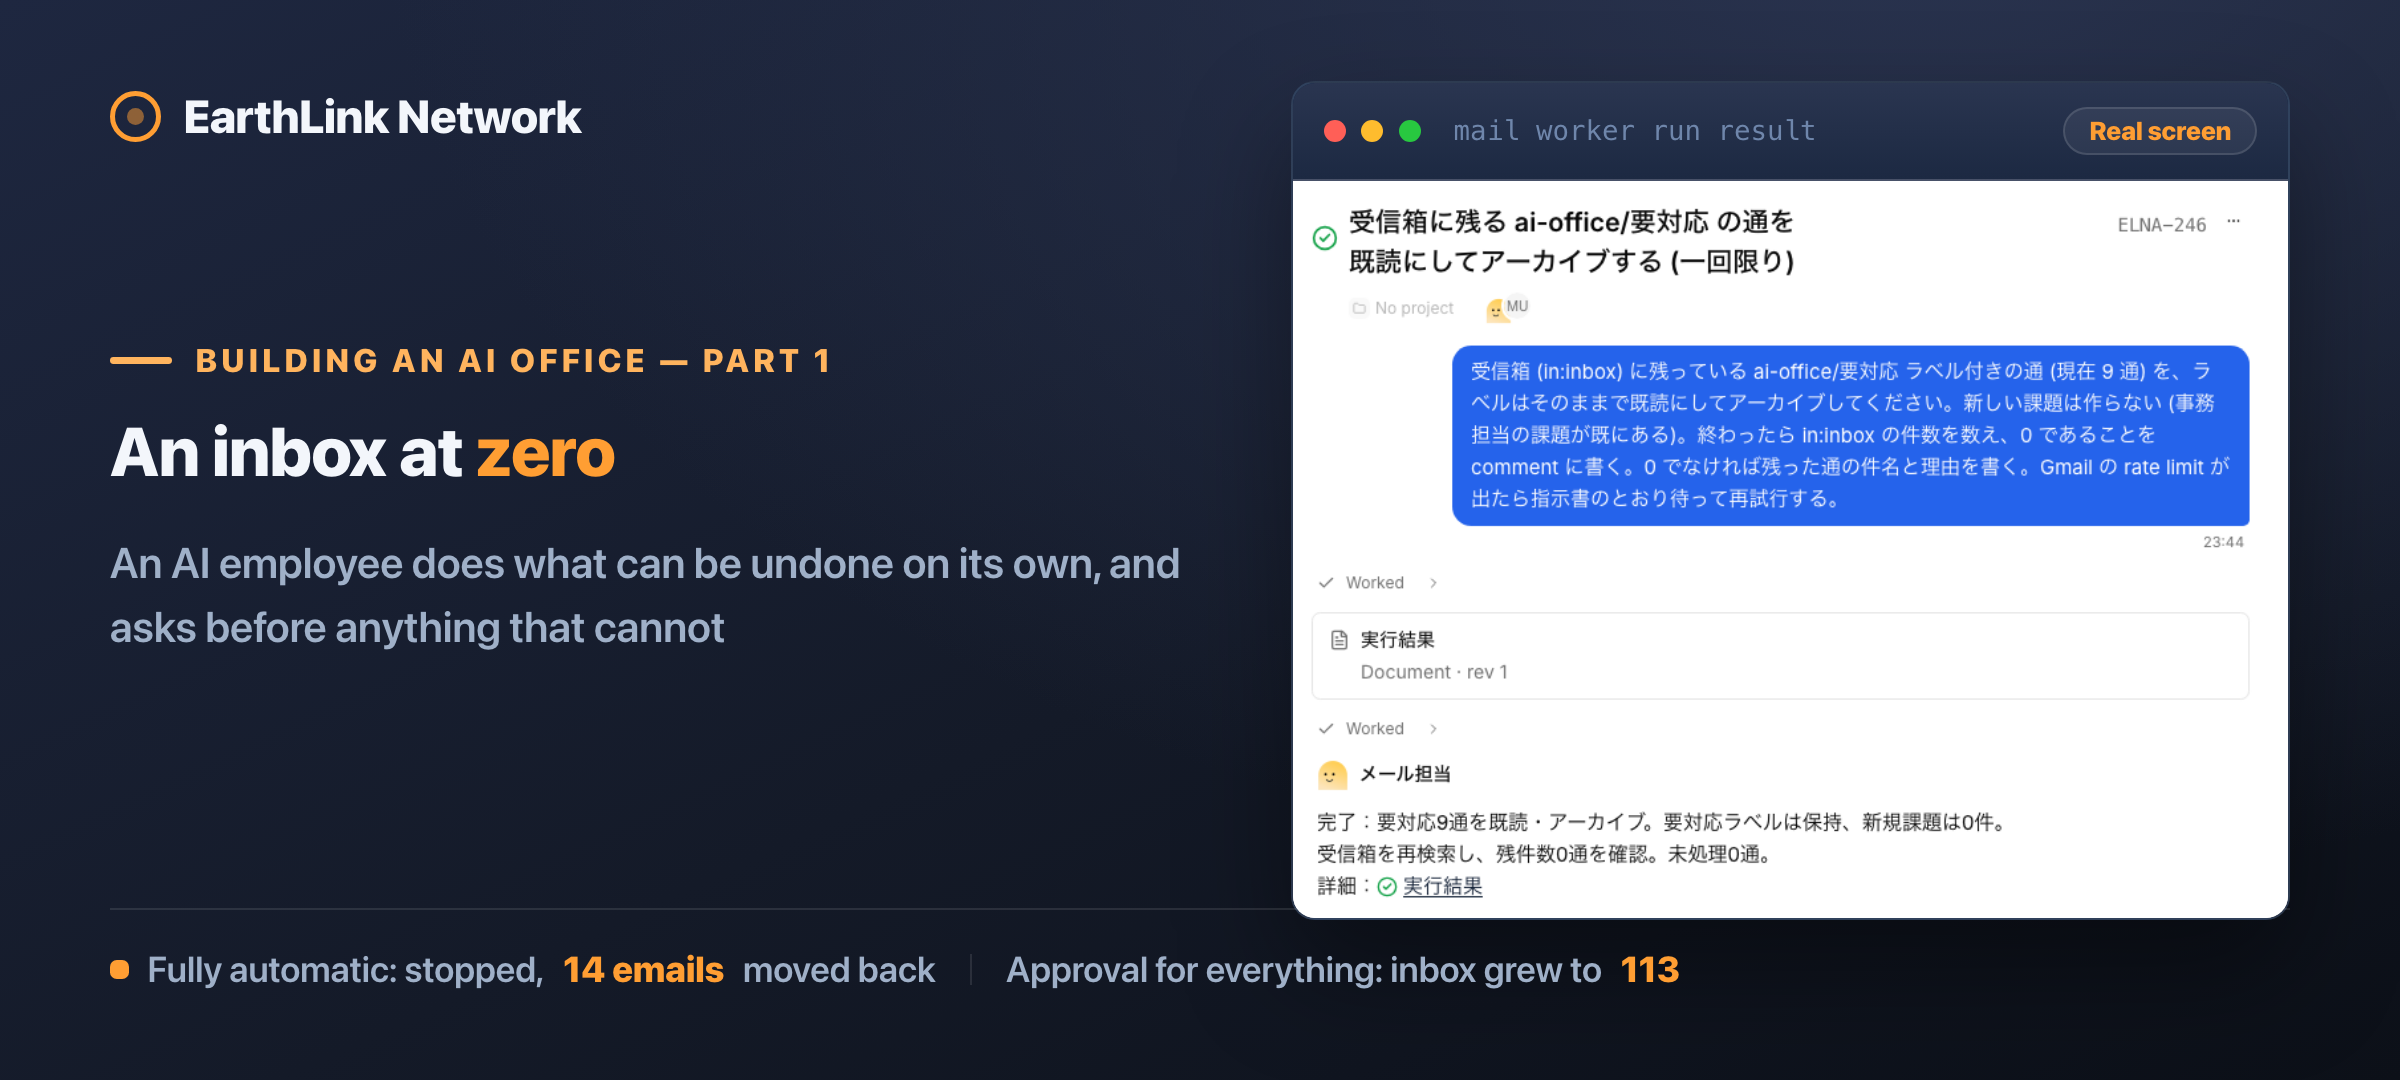 EarthLink Network
BUILDING AN AI OFFICE — PART 1
An inbox at zero
An AI employee does what can be undone on its own, and
asks before anything that cannot
mail worker run result
Real screen
受信箱に残る ai-office/要対応 の通を
既読にしてアーカイブする (一回限り)
ELNA-246
No project
MU
受信箱 (in:inbox) に残っている ai-office/要対応 ラベル付きの通 (現在 9 通) を、ラ
ベルはそのままで既読にしてアーカイブしてください。新しい課題は作らない (事務
担当の課題が既にある)。終わったら in:inbox の件数を数え、0 であることを
comment に書く。0 でなければ残った通の件名と理由を書く。Gmail の rate limit が
出たら指示書のとおり待って再試行する。
23:44
Worked
実行結果
Document · rev 1
Worked
メール担当
完了：要対応9通を既読・アーカイブ。要対応ラベルは保持、新規課題は0件。
受信箱を再検索し、残件数0通を確認。未処理0通。
詳細：実行結果
Fully automatic: stopped, 14 emails moved back
Approval for everything: inbox grew to 113